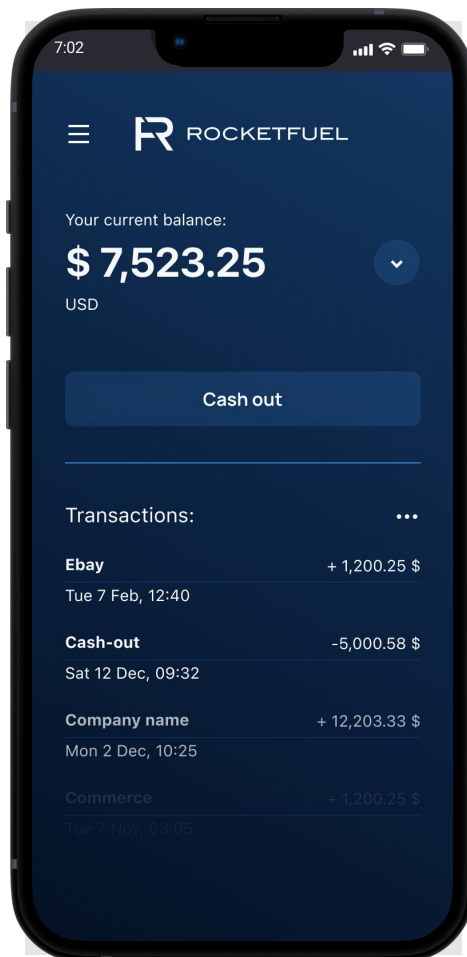 7:02
ROCKETFUEL
Your current balance:
$ 7,523.25
USD
Cash out
Transactions:
Ebay + 1,200.25 $
Tue 7 Feb, 12:40
Cash-out -5,000.58 $
Sat 12 Dec, 09:32
Company name + 12,203.33 $
Mon 2 Dec, 10:25
Commerce + 1,200.25 $
Tue 7 Nov, 03:05